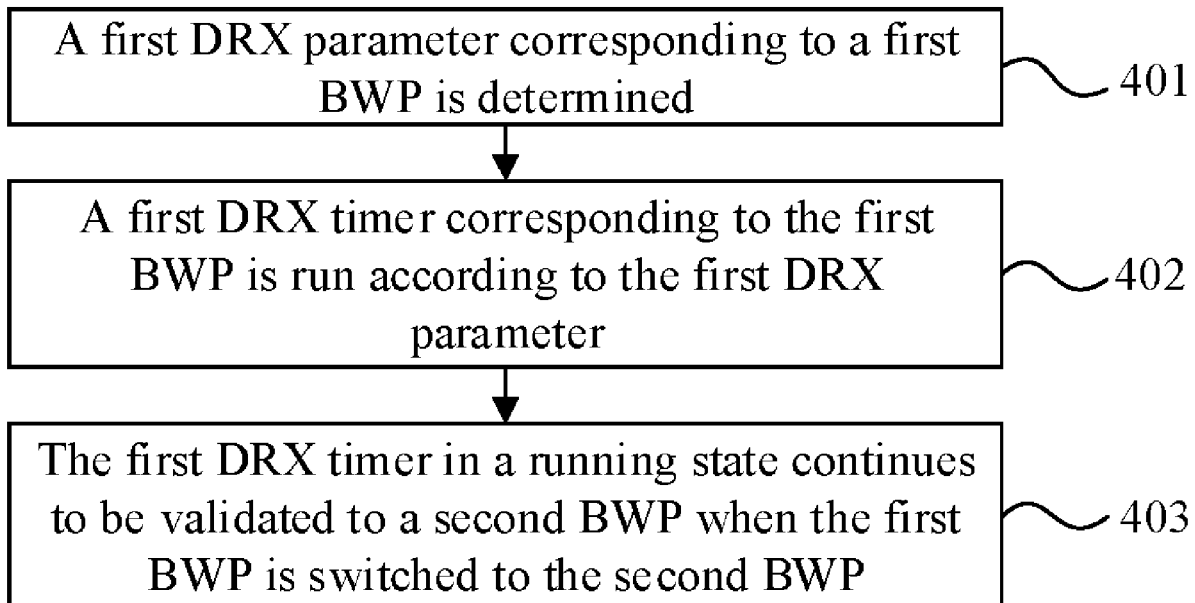 A first DRX parameter corresponding to a first
BWP is determined
401
A first DRX timer corresponding to the first
BWP is run according to the first DRX
parameter
402
The first DRX timer in a running state continues
to be validated to a second BWP when the first
BWP is switched to the second BWP
403